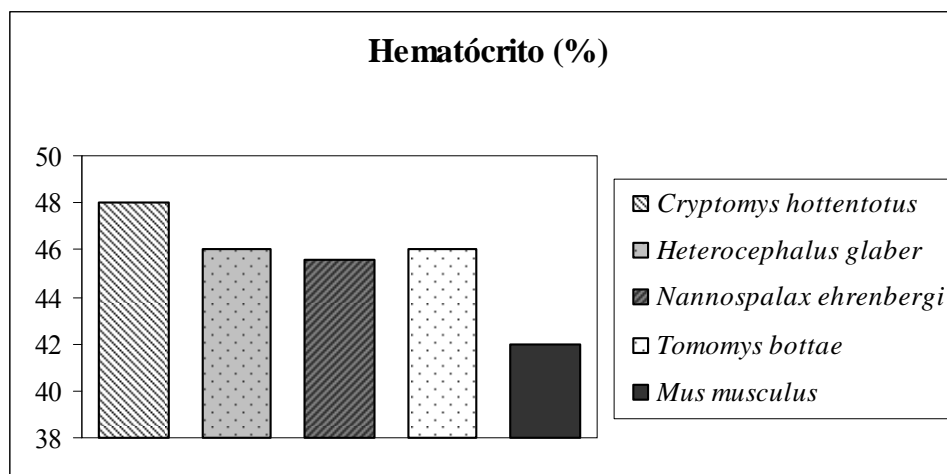 Hematócrito (%)
50
48
46
44
42
40
38
Cryptomys hottentotus
Heterocephalus glaber
Nannospalax ehrenbergi
Tomomys bottae
Mus musculus